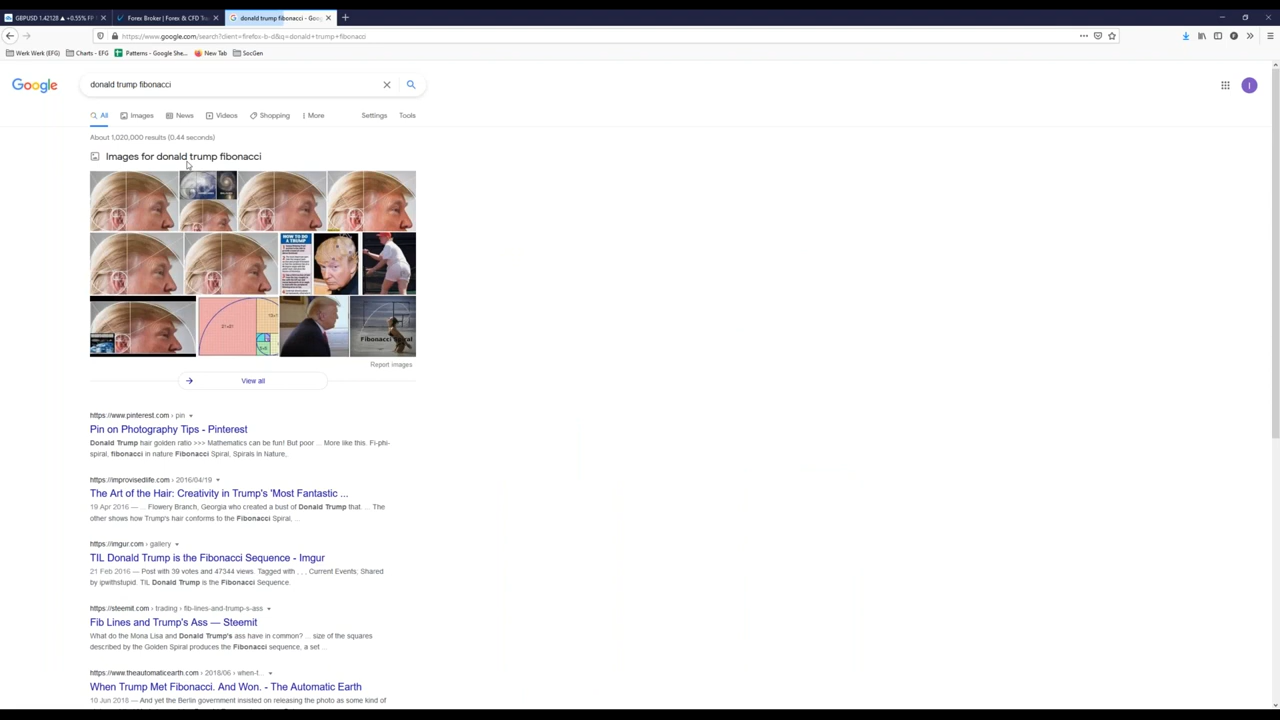 GBPUSD 1.42128 ▲ +0.55%
Forex Broker | Forex & CFD Tra
donald trump fibonacci - Goog
https://www.google.com/search?client=firefox-b-d&q=donald+trump+fibonacci
Werk Werk (EFG)
Charts - EFG
Patterns - Google She...
New Tab
SocGen
Google
donald trump fibonacci
I
All
Images
News
Videos
Shopping
More
Settings
Tools
About 1,020,000 results (0.44 seconds)
Images for donald trump fibonacci
HOW TO DO
A TRUMP
21×21
Fibonacci Spiral
Report images
View all
https://www.pinterest.com › pin
Pin on Photography Tips - Pinterest
Donald Trump hair golden ratio >>> Mathematics can be fun! But poor ... More like this. Fi-phi-
spiral, fibonacci in nature Fibonacci Spiral, Spirals In Nature,
https://improvisedlife.com › 2016/04/19
The Art of the Hair: Creativity in Trump's 'Most Fantastic ...
19 Apr 2016 — ... Flowery Branch, Georgia who created a bust of Donald Trump that. ... The
other shows how Trump's hair conforms to the Fibonacci Spiral, ...
https://imgur.com › gallery
TIL Donald Trump is the Fibonacci Sequence - Imgur
21 Feb 2016 — Post with 39 votes and 47344 views. Tagged with , , , Current Events, Shared
by ipwithstupid. TIL Donald Trump is the Fibonacci Sequence.
https://steemit.com › trading › fib-lines-and-trump-s-ass
Fib Lines and Trump's Ass — Steemit
What do the Mona Lisa and Donald Trump's ass have in common? ... size of the squares
described by the Golden Spiral produces the Fibonacci sequence, a set ...
https://www.theautomaticearth.com › 2018/06 › when-t...
When Trump Met Fibonacci. And Won. - The Automatic Earth
10 Jun 2018 — And yet the Berlin government insisted on releasing the photo as some kind of